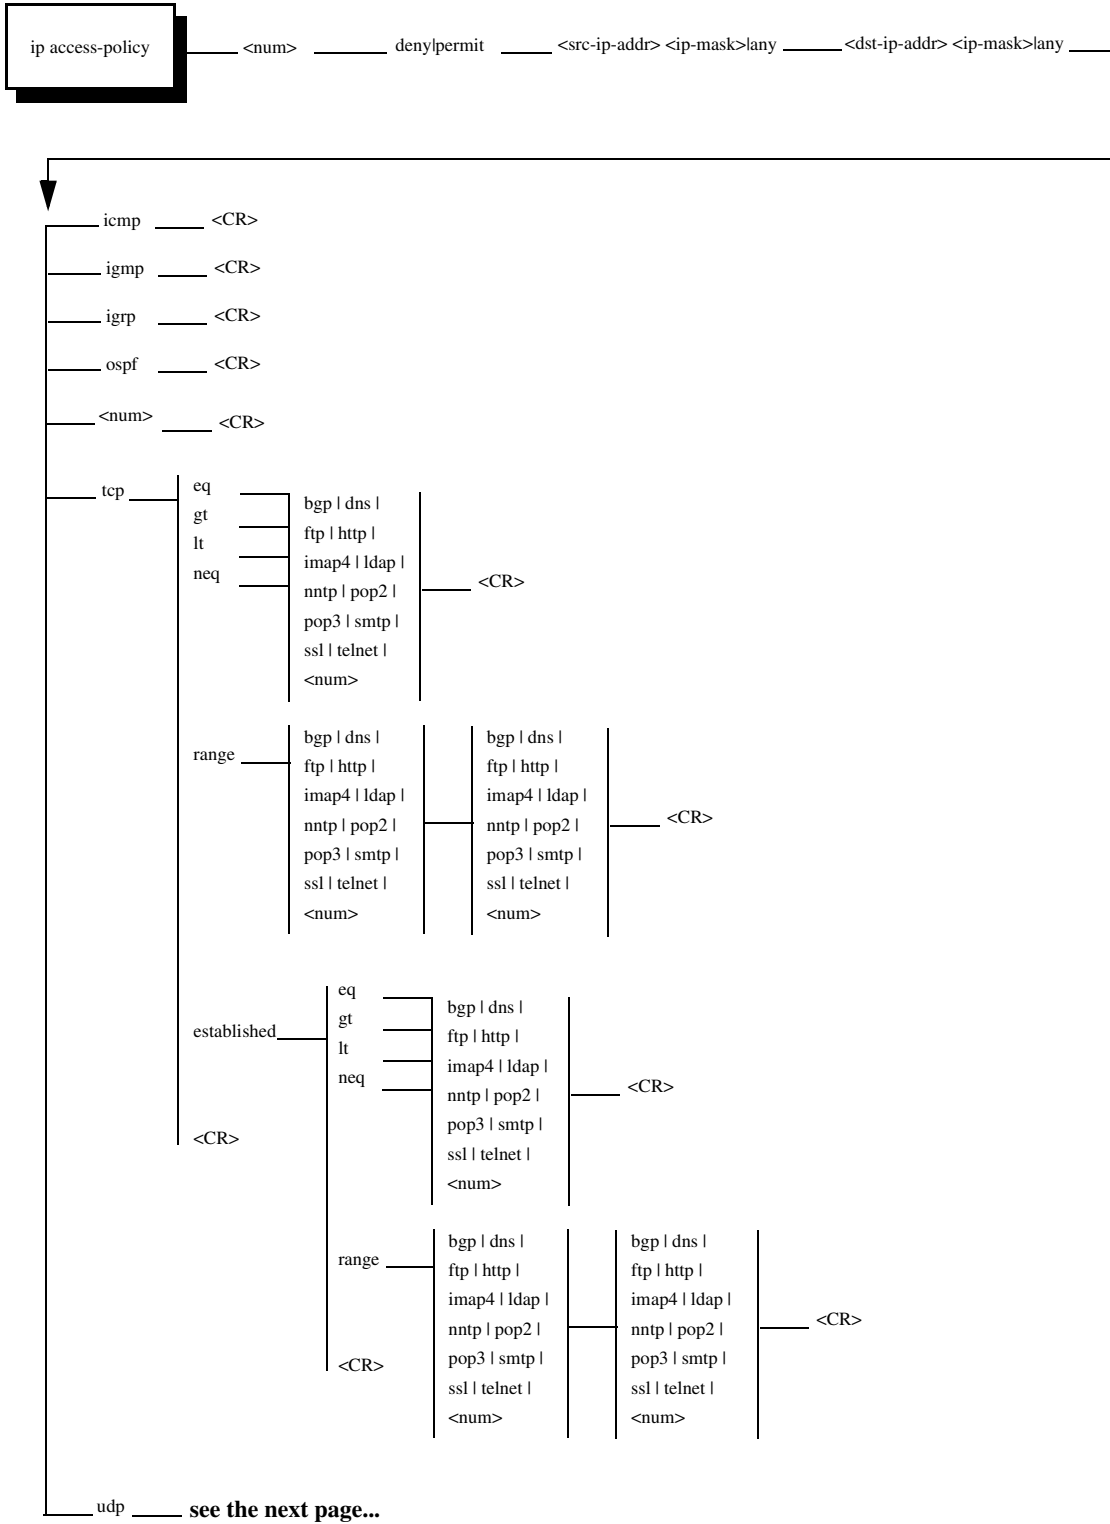 ip access-policy <num> deny|permit <src-ip-addr> <ip-mask>|any <dst-ip-addr> <ip-mask>|any
icmp <CR>
igmp <CR>
igrp <CR>
ospf <CR>
<num> <CR>
tcp
eq
gt
lt
neq
bgp | dns |
ftp | http |
imap4 | ldap |
nntp | pop2 |
pop3 | smtp |
ssl | telnet |
<num>
<CR>
range
bgp | dns |
ftp | http |
imap4 | ldap |
nntp | pop2 |
pop3 | smtp |
ssl | telnet |
<num>
bgp | dns |
ftp | http |
imap4 | ldap |
nntp | pop2 |
pop3 | smtp |
ssl | telnet |
<num>
<CR>
established
eq
gt
lt
neq
bgp | dns |
ftp | http |
imap4 | ldap |
nntp | pop2 |
pop3 | smtp |
ssl | telnet |
<num>
<CR>
range
bgp | dns |
ftp | http |
imap4 | ldap |
nntp | pop2 |
pop3 | smtp |
ssl | telnet |
<num>
bgp | dns |
ftp | http |
imap4 | ldap |
nntp | pop2 |
pop3 | smtp |
ssl | telnet |
<num>
<CR>
<CR>
<CR>
udp see the next page...